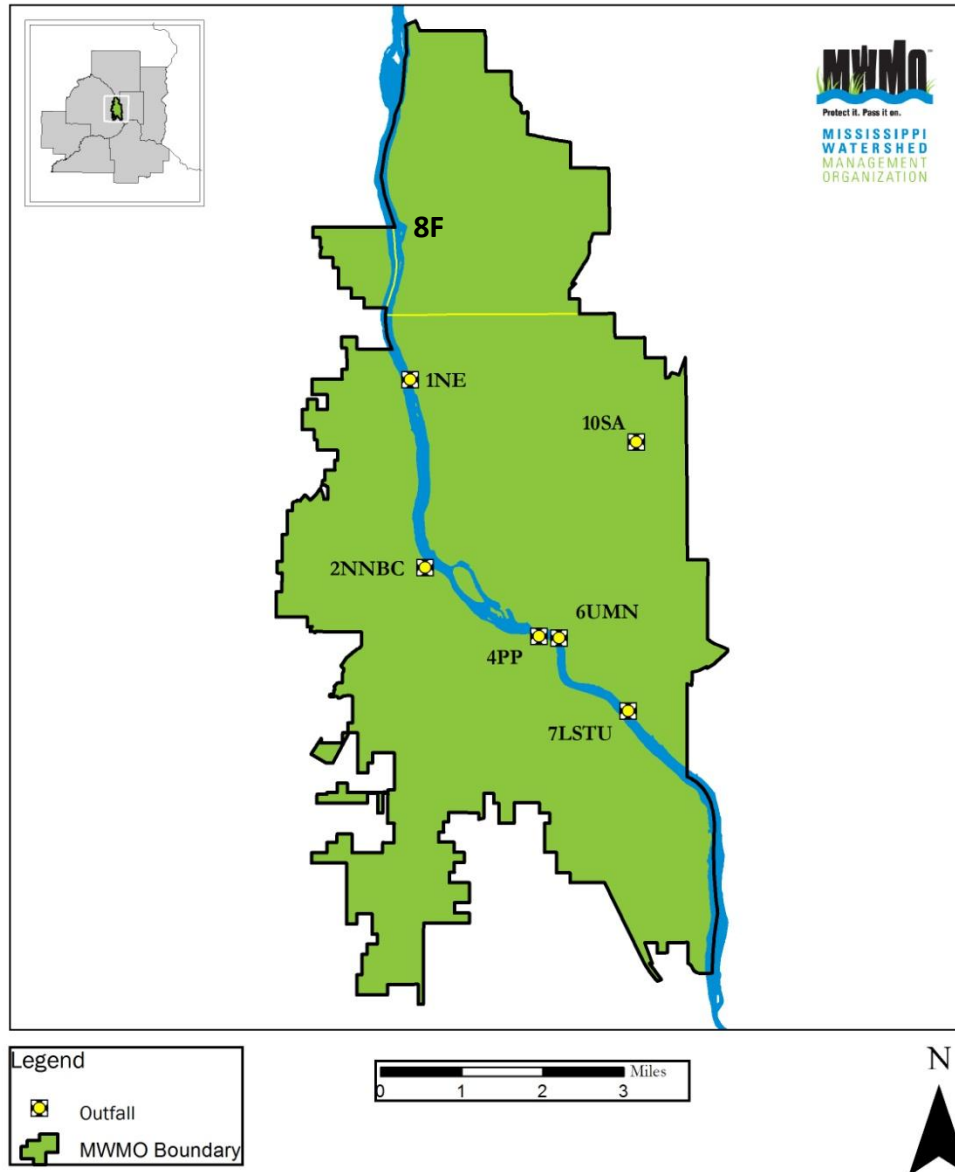 MWMO™
Protect it. Pass it on.
MISSISSIPPI
WATERSHED
MANAGEMENT
ORGANIZATION
8F
1NE
10SA
2NNBC
6UMN
4PP
7LSTU
Legend
Outfall
MWMO Boundary
Miles
0 1 2 3
N